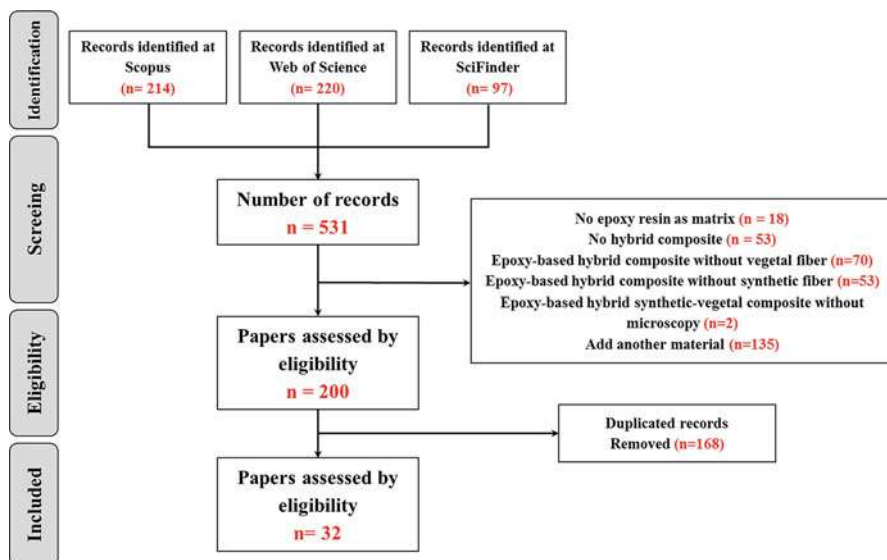 Identification
Records identified at
Scopus
(n= 214)
Records identified at
Web of Science
(n= 220)
Records identified at
SciFinder
(n= 97)
Screeing
Number of records
n = 531
No epoxy resin as matrix (n = 18)
No hybrid composite (n = 53)
Epoxy-based hybrid composite without vegetal fiber (n=70)
Epoxy-based hybrid composite without synthetic fiber (n=53)
Epoxy-based hybrid synthetic-vegetal composite without
microscopy (n=2)
Add another material (n=135)
Eligibility
Papers assessed by
eligibility
n = 200
Duplicated records
Removed (n=168)
Included
Papers assessed by
eligibility
n= 32